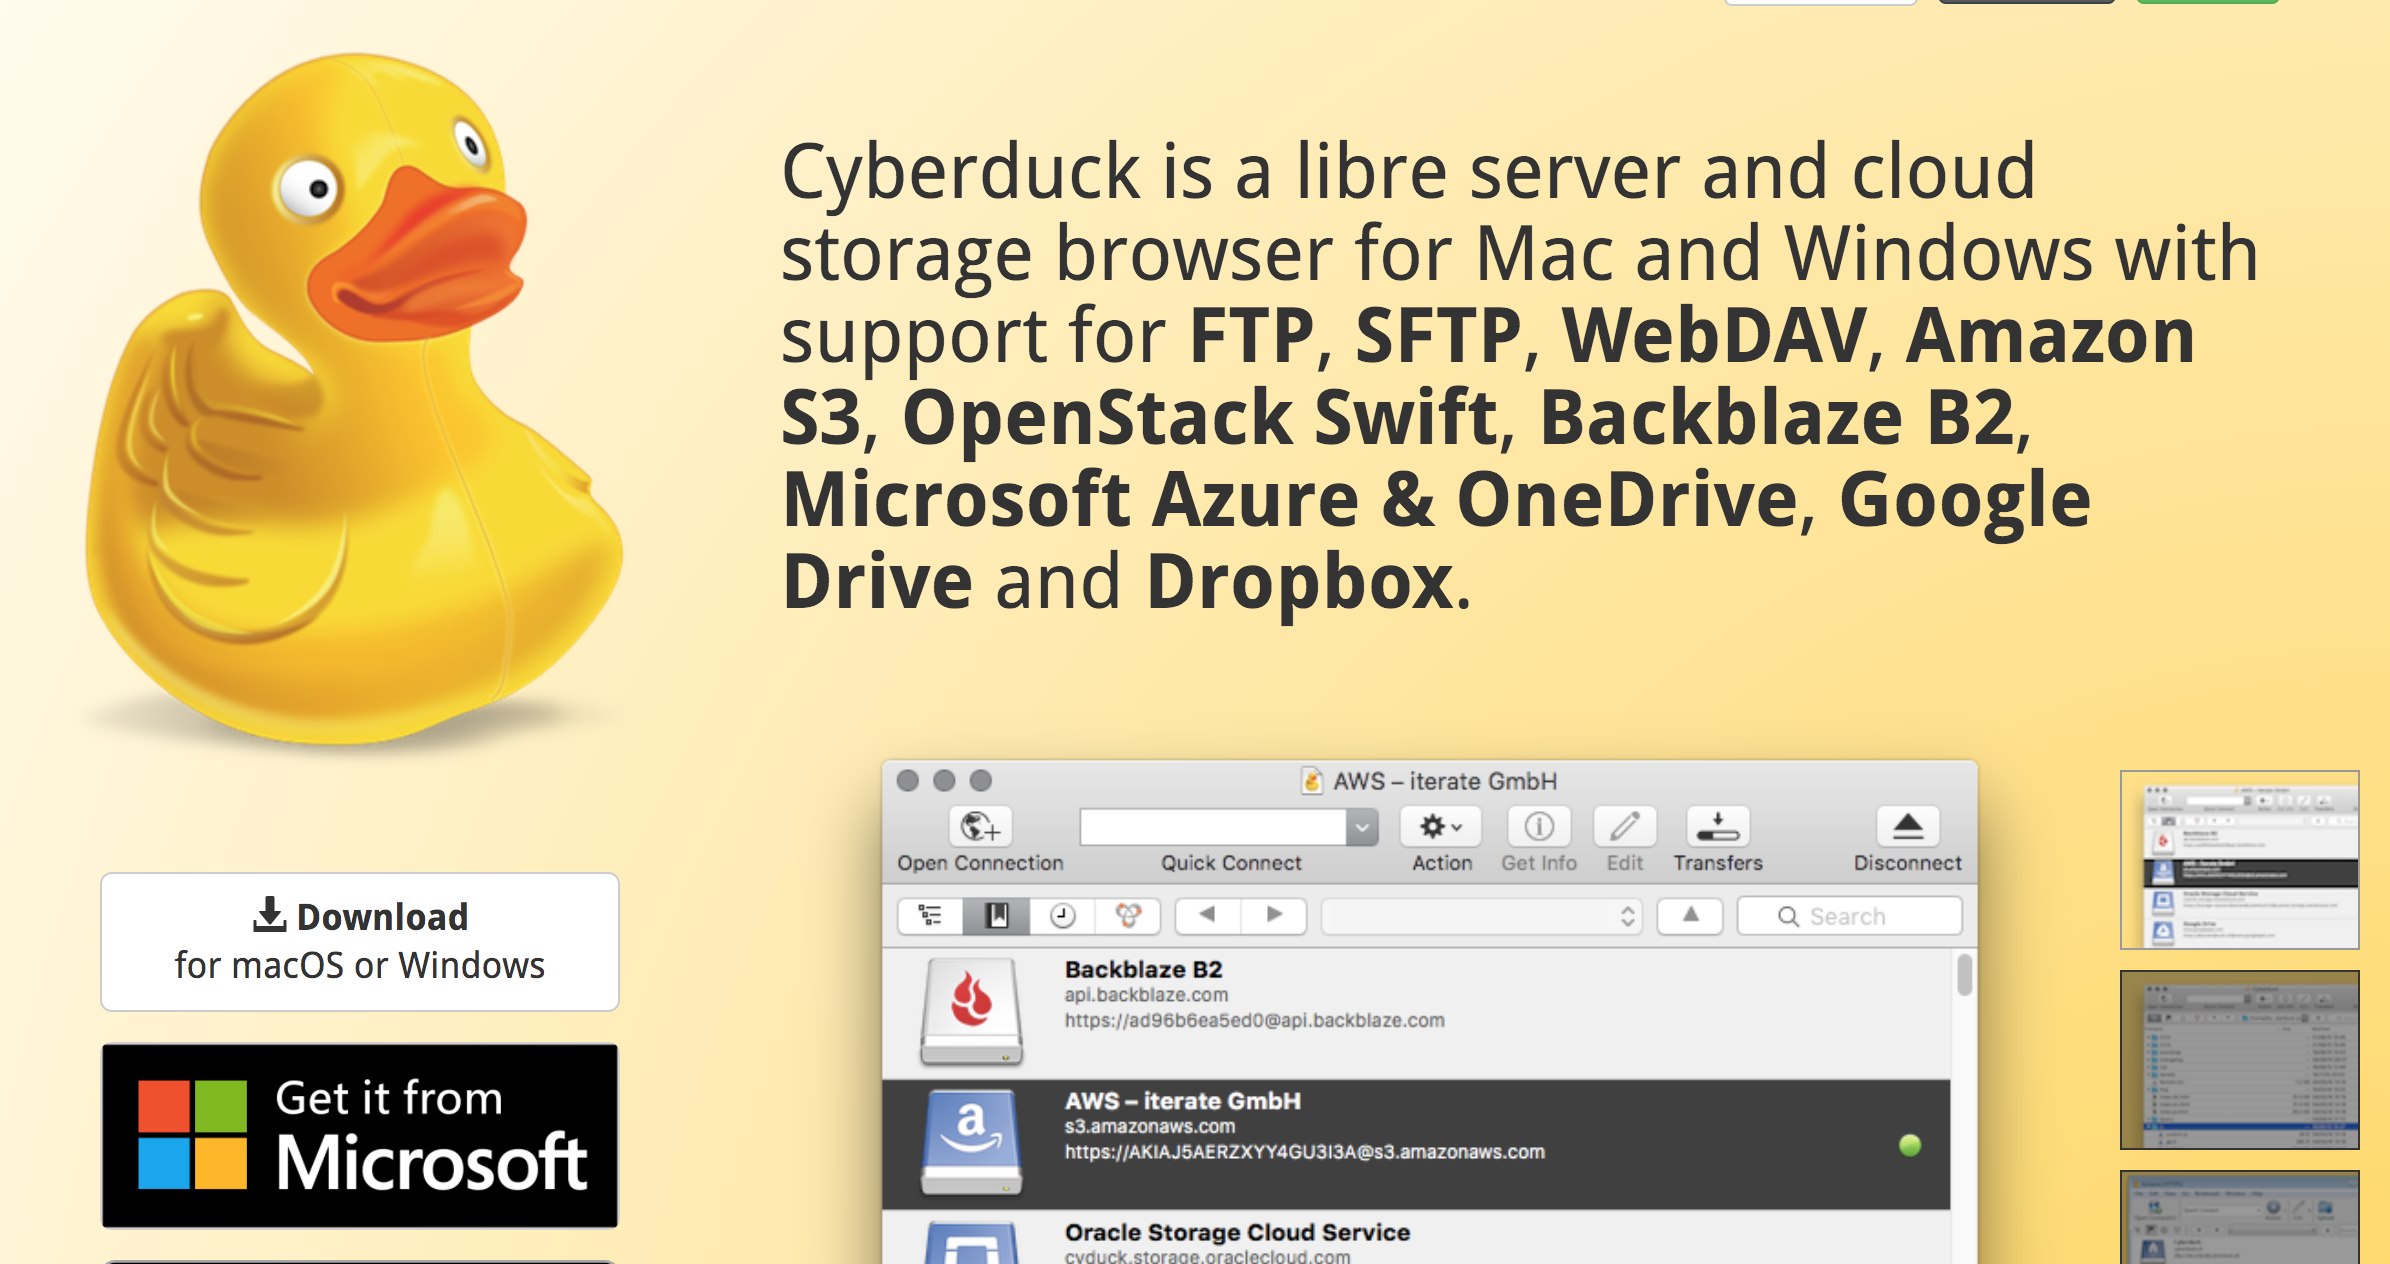 Cyberduck is a libre server and cloud
storage browser for Mac and Windows with
support for FTP, SFTP, WebDAV, Amazon
S3, OpenStack Swift, Backblaze B2,
Microsoft Azure & OneDrive, Google
Drive and Dropbox.
Download
for macOS or Windows
Get it from
Microsoft
AWS – iterate GmbH
Open Connection
Quick Connect
Action
Get Info
Edit
Transfers
Disconnect
Search
Backblaze B2
api.backblaze.com
https://ad96b6ea5ed0@api.backblaze.com
a
AWS – iterate GmbH
s3.amazonaws.com
https://AKIAJ5AERZXYY4GU3I3A@s3.amazonaws.com
Oracle Storage Cloud Service
cyduck.storage.oraclecloud.com